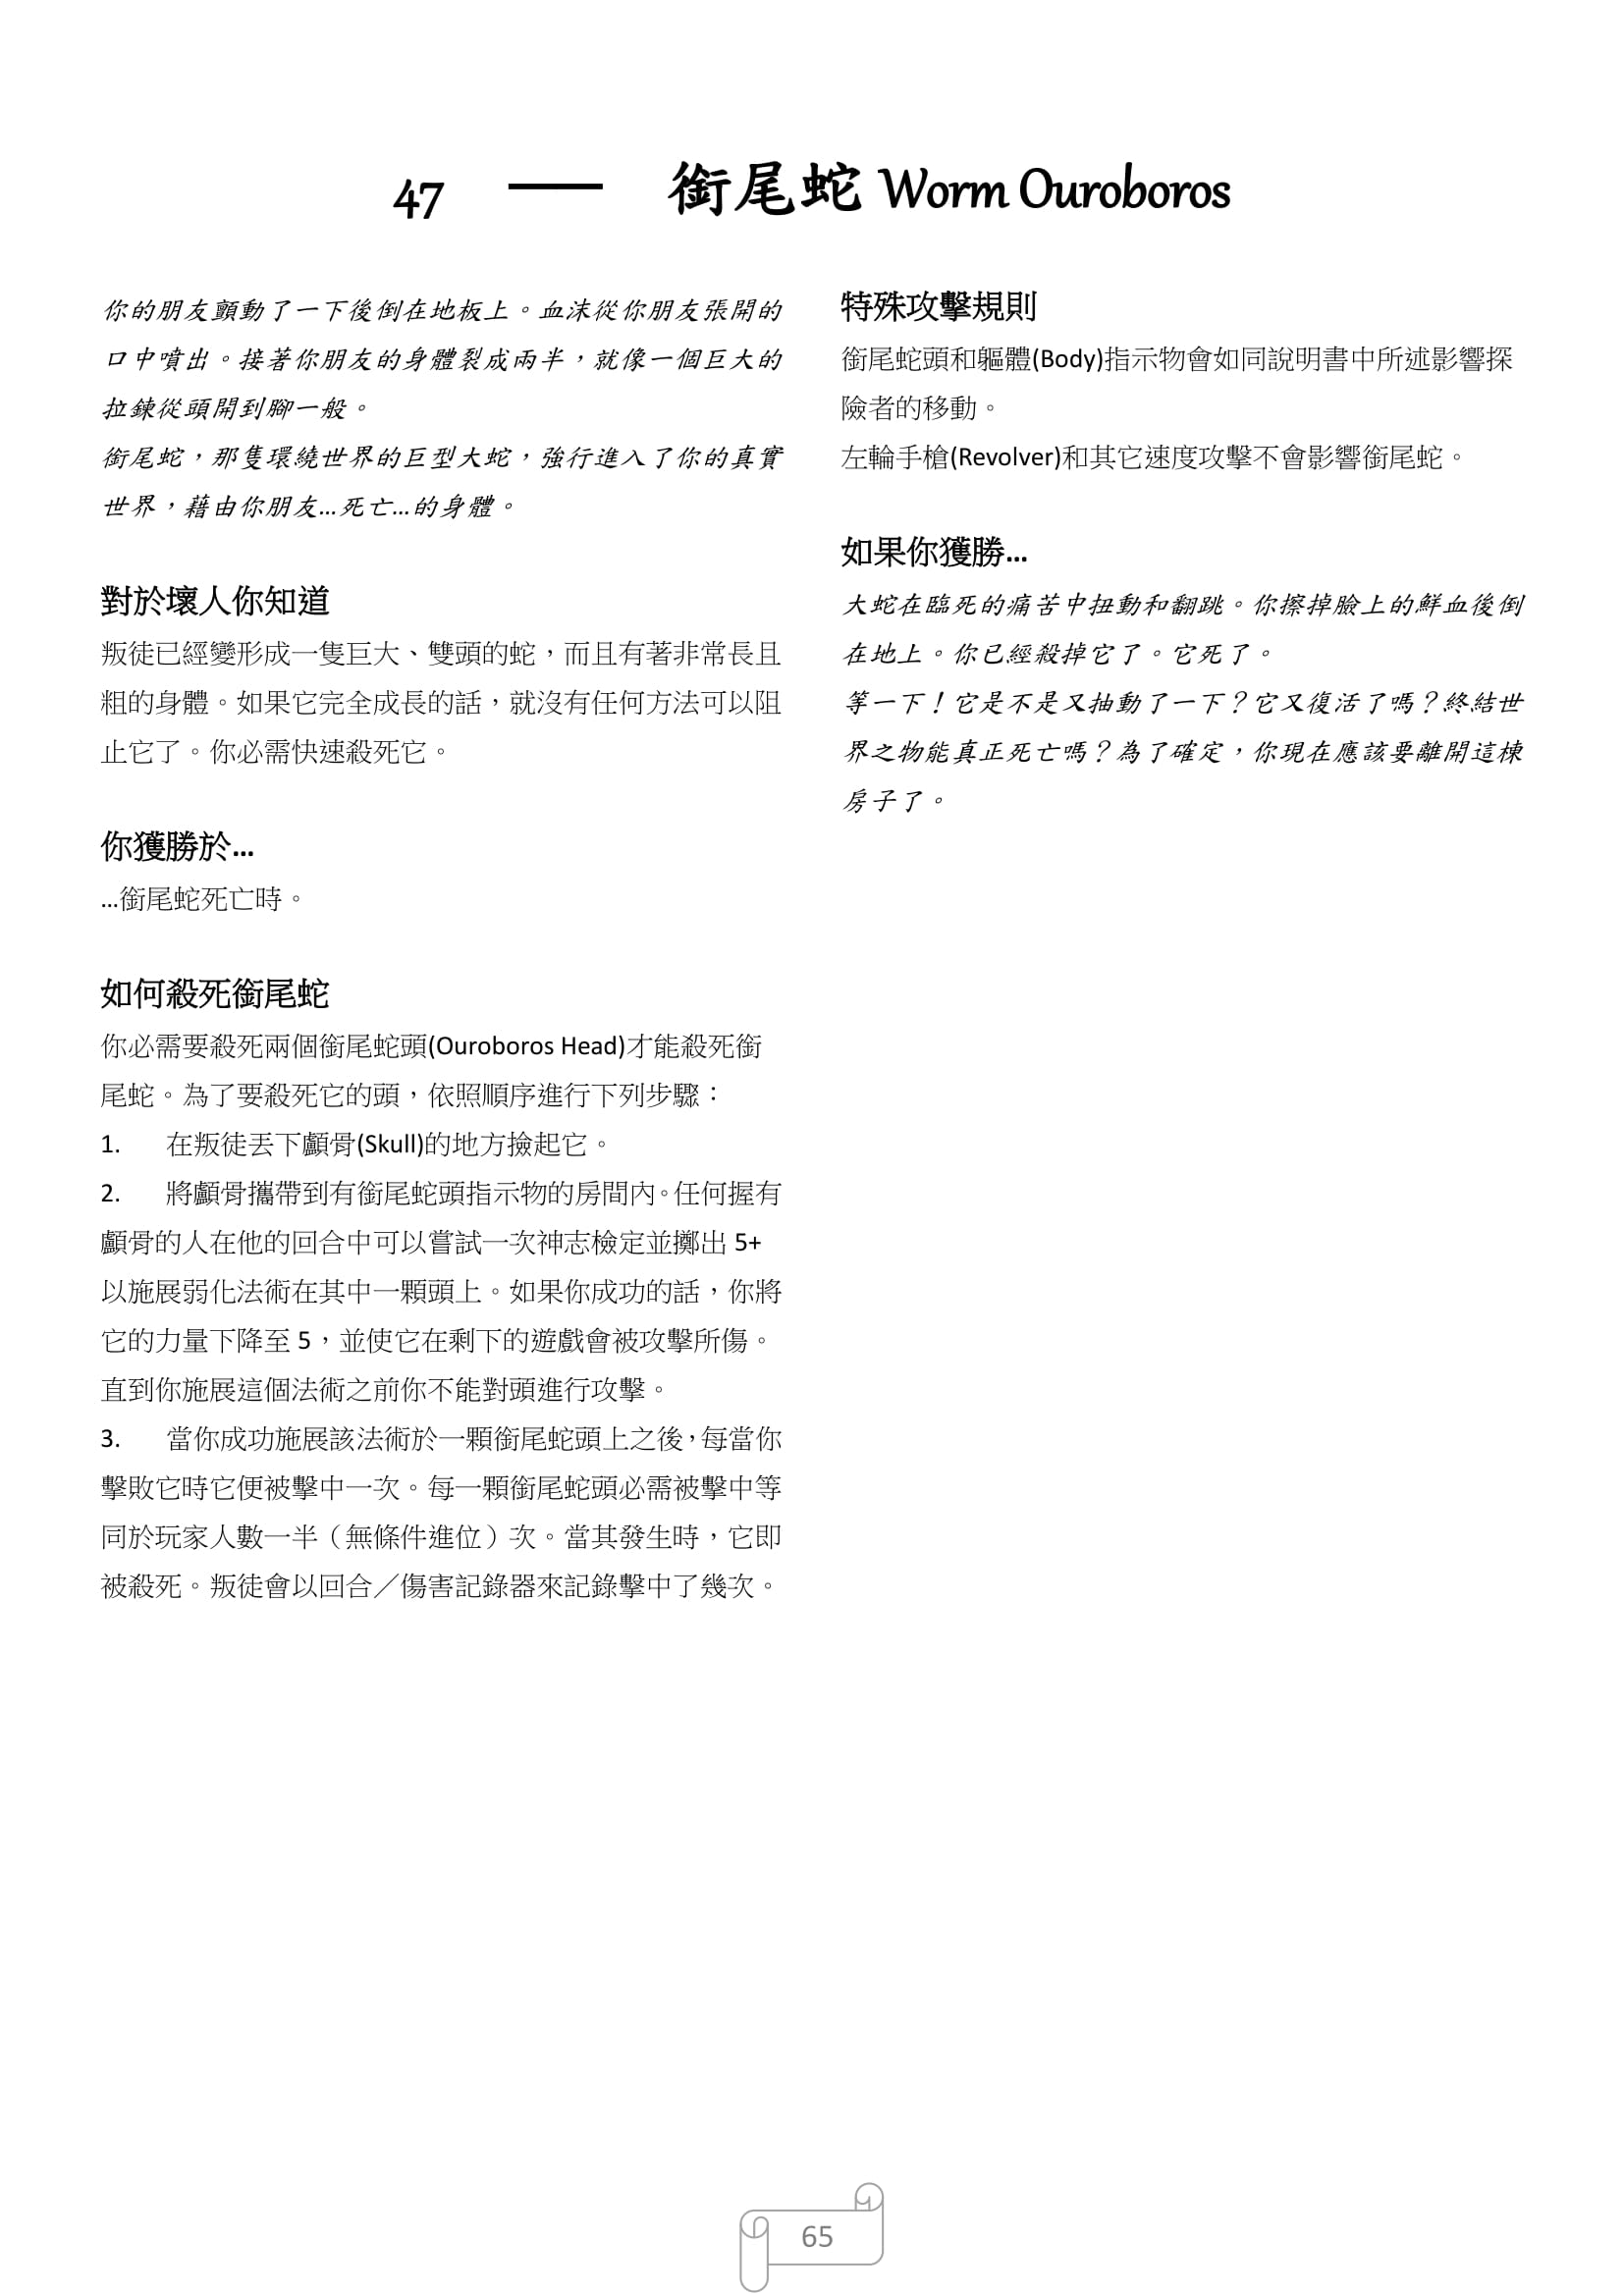 47 — 銜尾蛇 Worm Ouroboros
你的朋友顫動了一下後倒在地板上。血沫從你朋友張開的
口中噴出。接著你朋友的身體裂成兩半，就像一個巨大的
拉鍊從頭開到腳一般。
銜尾蛇，那隻環繞世界的巨型大蛇，強行進入了你的真實
世界，藉由你朋友…死亡…的身體。
對於壞人你知道
叛徒已經變形成一隻巨大、雙頭的蛇，而且有著非常長且
粗的身體。如果它完全成長的話，就沒有任何方法可以阻
止它了。你必需快速殺死它。
你獲勝於…
…銜尾蛇死亡時。
如何殺死銜尾蛇
你必需要殺死兩個銜尾蛇頭(Ouroboros Head)才能殺死銜
尾蛇。為了要殺死它的頭，依照順序進行下列步驟：
1. 在叛徒丟下顱骨(Skull)的地方撿起它。
2. 將顱骨攜帶到有銜尾蛇頭指示物的房間內。任何握有
顱骨的人在他的回合中可以嘗試一次神志檢定並擲出 5+
以施展弱化法術在其中一顆頭上。如果你成功的話，你將
它的力量下降至 5，並使它在剩下的遊戲會被攻擊所傷。
直到你施展這個法術之前你不能對頭進行攻擊。
3. 當你成功施展該法術於一顆銜尾蛇頭上之後，每當你
擊敗它時它便被擊中一次。每一顆銜尾蛇頭必需被擊中等
同於玩家人數一半（無條件進位）次。當其發生時，它即
被殺死。叛徒會以回合／傷害記錄器來記錄擊中了幾次。
特殊攻擊規則
銜尾蛇頭和軀體(Body)指示物會如同說明書中所述影響探
險者的移動。
左輪手槍(Revolver)和其它速度攻擊不會影響銜尾蛇。
如果你獲勝…
大蛇在臨死的痛苦中扭動和翻跳。你擦掉臉上的鮮血後倒
在地上。你已經殺掉它了。它死了。
等一下！它是不是又抽動了一下？它又復活了嗎？終結世
界之物能真正死亡嗎？為了確定，你現在應該要離開這棟
房子了。
65